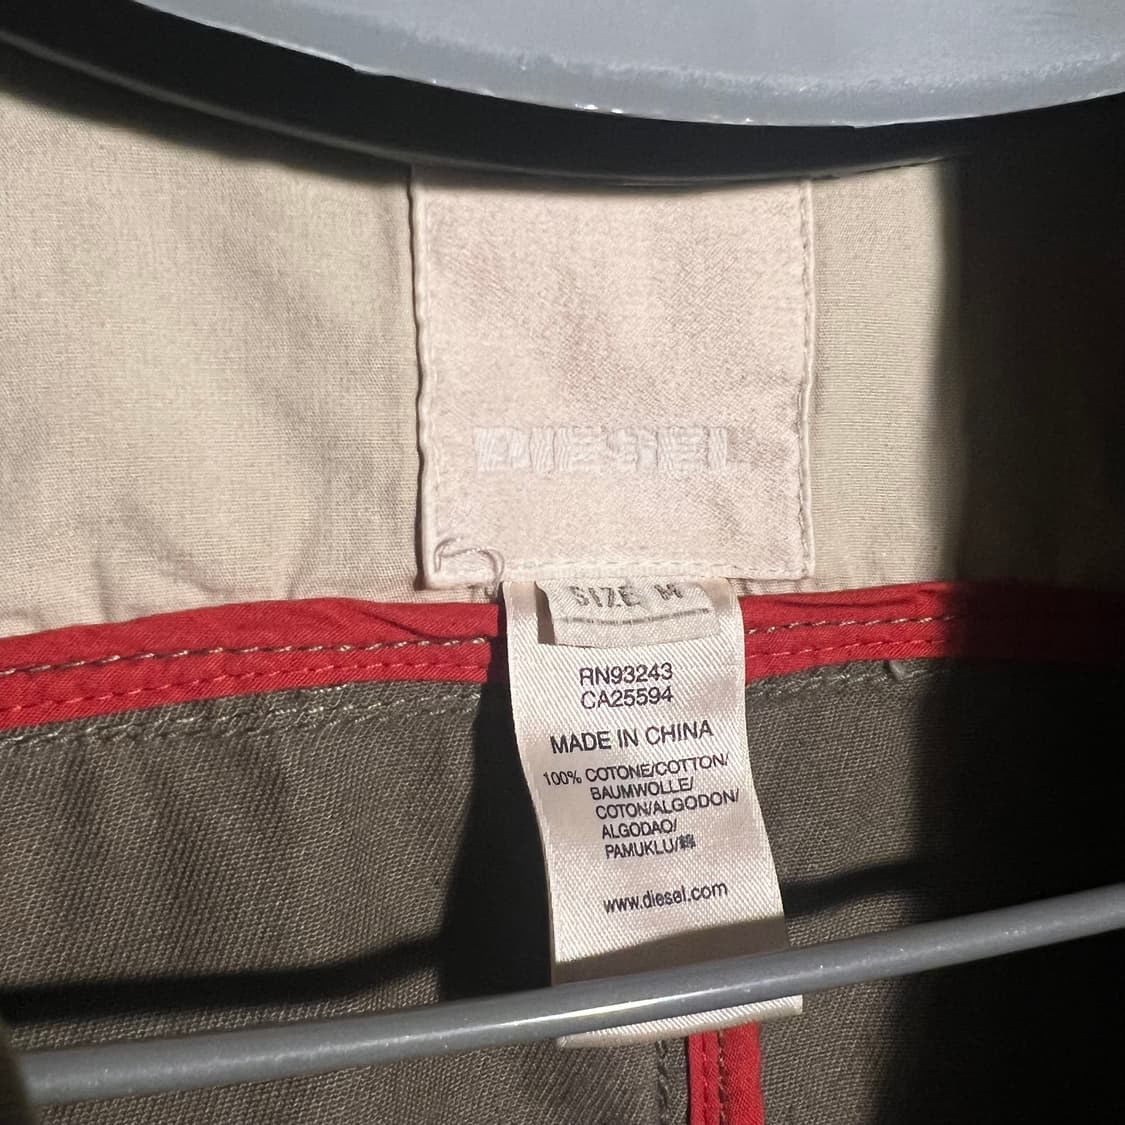 DIESEL
SIZE M
RN93243
CA25594
MADE IN CHINA
100% COTONE/COTTON/
BAUMWOLLE/
COTON/ALGODON/
ALGODAO/
PAMUKLU/棉
www.diesel.com